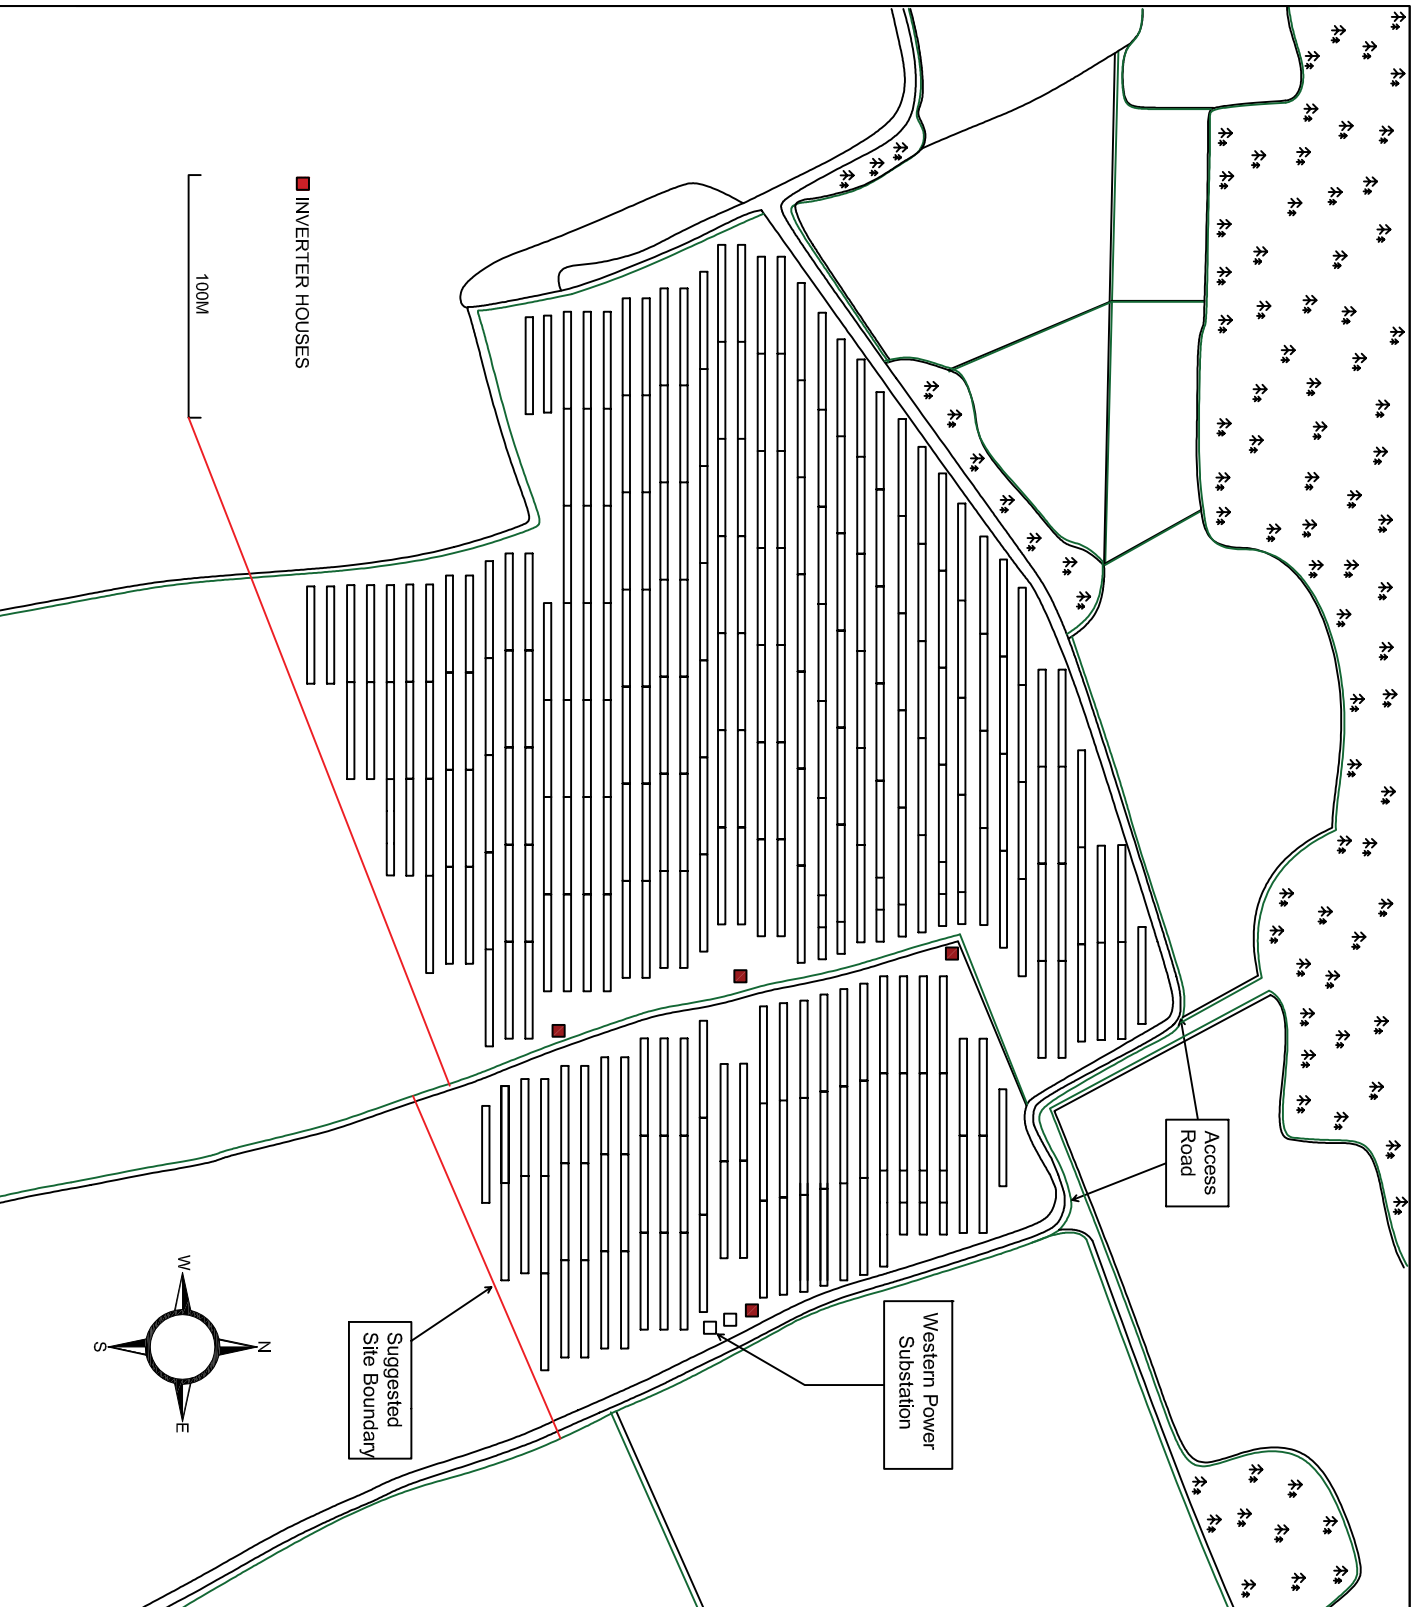 INVERTER HOUSES
100M
Access
Road
Western Power
Substation
Suggested
Site Boundary
W
N
S
E